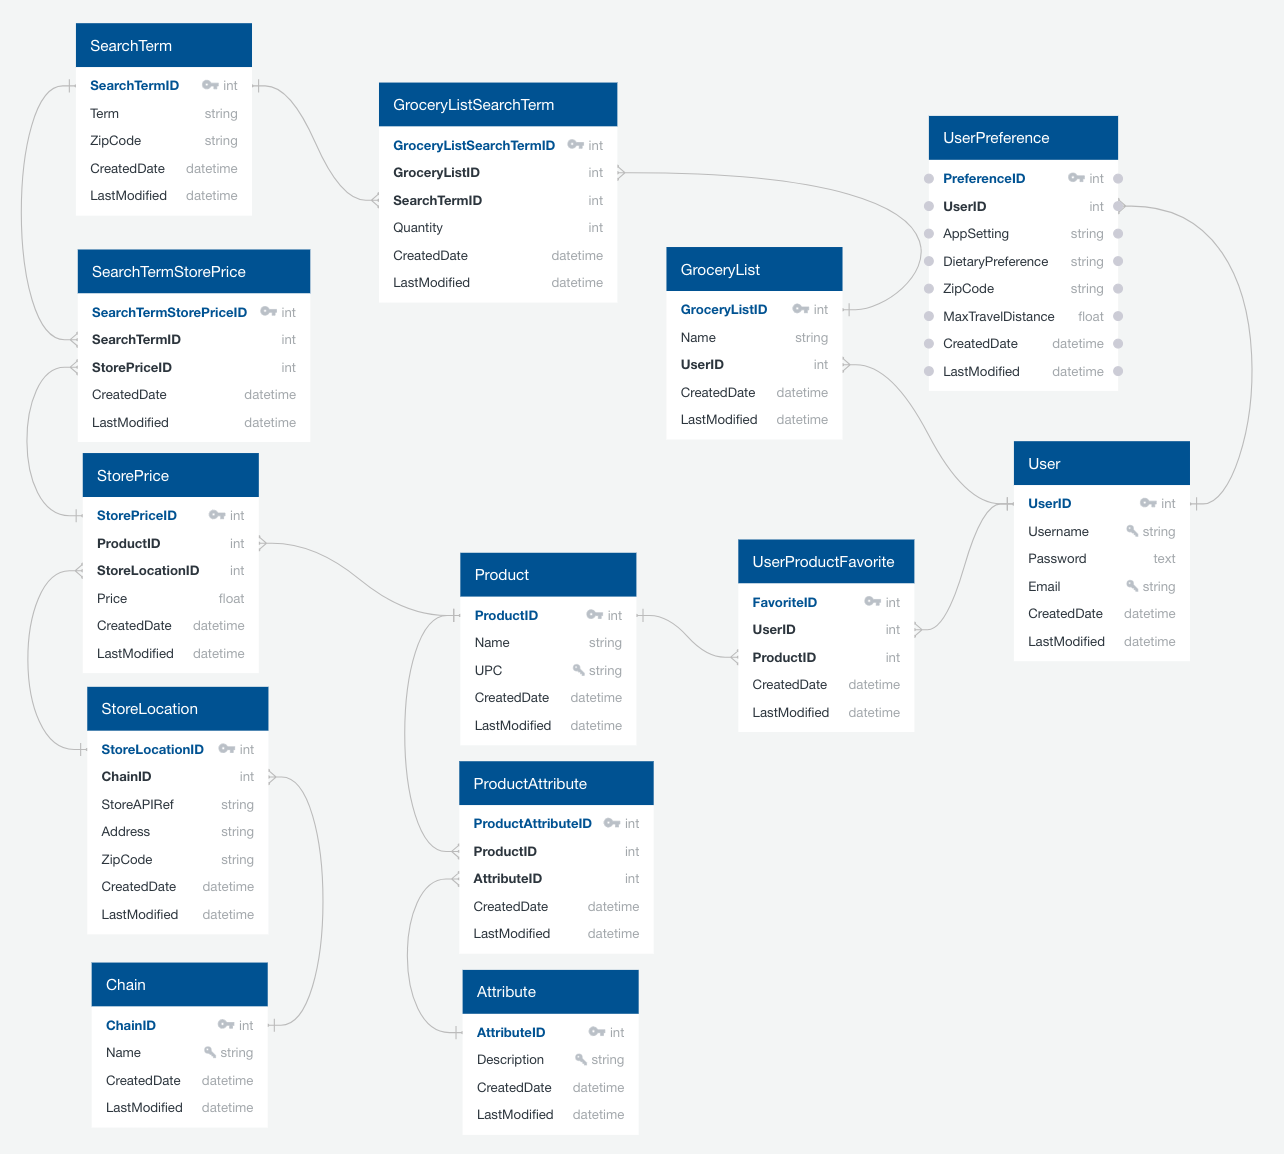 SearchTerm
SearchTermID int
Term string
ZipCode string
CreatedDate datetime
LastModified datetime
GroceryListSearchTerm
GroceryListSearchTermID int
GroceryListID int
SearchTermID int
Quantity int
CreatedDate datetime
LastModified datetime
UserPreference
PreferenceID int
UserID int
AppSetting string
DietaryPreference string
ZipCode string
MaxTravelDistance float
CreatedDate datetime
LastModified datetime
SearchTermStorePrice
SearchTermStorePriceID int
SearchTermID int
StorePriceID int
CreatedDate datetime
LastModified datetime
GroceryList
GroceryListID int
Name string
UserID int
CreatedDate datetime
LastModified datetime
User
UserID int
Username string
Password text
Email string
CreatedDate datetime
LastModified datetime
StorePrice
StorePriceID int
ProductID int
StoreLocationID int
Price float
CreatedDate datetime
LastModified datetime
Product
ProductID int
Name string
UPC string
CreatedDate datetime
LastModified datetime
UserProductFavorite
FavoriteID int
UserID int
ProductID int
CreatedDate datetime
LastModified datetime
StoreLocation
StoreLocationID int
ChainID int
StoreAPIRef string
Address string
ZipCode string
CreatedDate datetime
LastModified datetime
ProductAttribute
ProductAttributeID int
ProductID int
AttributeID int
CreatedDate datetime
LastModified datetime
Chain
ChainID int
Name string
CreatedDate datetime
LastModified datetime
Attribute
AttributeID int
Description string
CreatedDate datetime
LastModified datetime